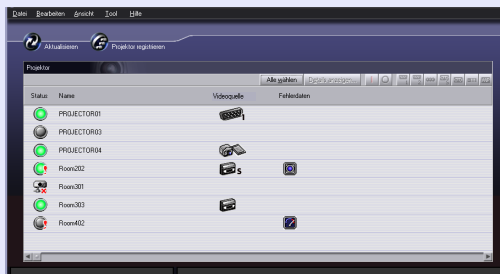 Datei Bearbeiten Ansicht Tool Hilfe
Aktualisieren Projektor registrieren
Projektor
Alle wählen Details anzeigen...
Status Name Videoquelle Fehlerdaten
PROJECTOR01 1
PROJECTOR03
PROJECTOR04
Room202 S
Room301
Room303
Room402